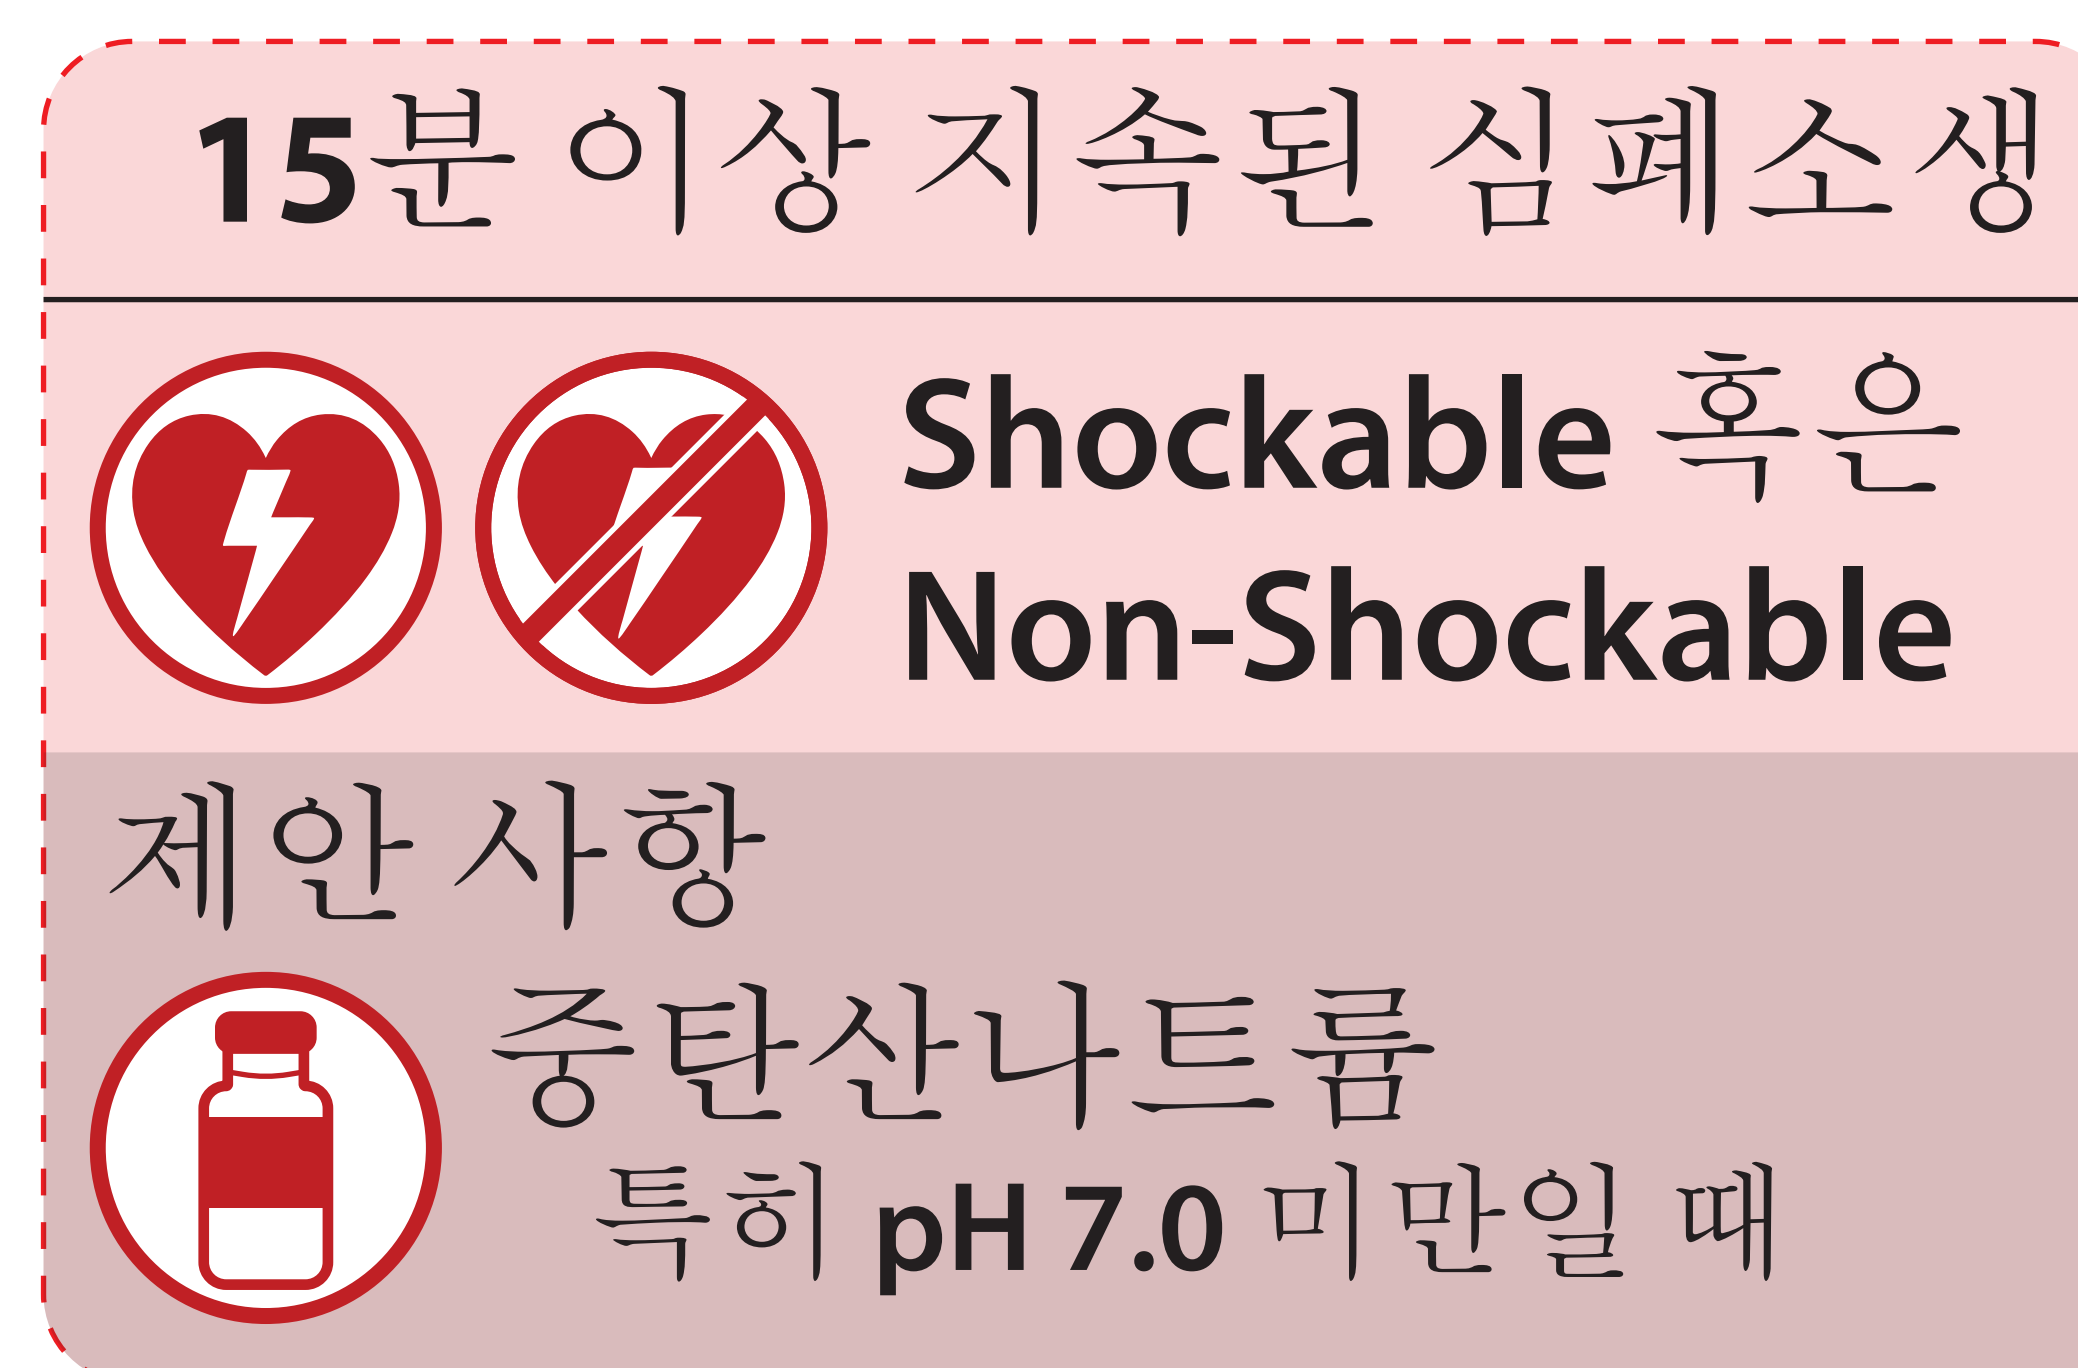 15분 이상 지속된 심폐소생
Shockable 혹은
Non-Shockable
제안 사항
중탄산나트륨
특히 pH 7.0 미만일 때